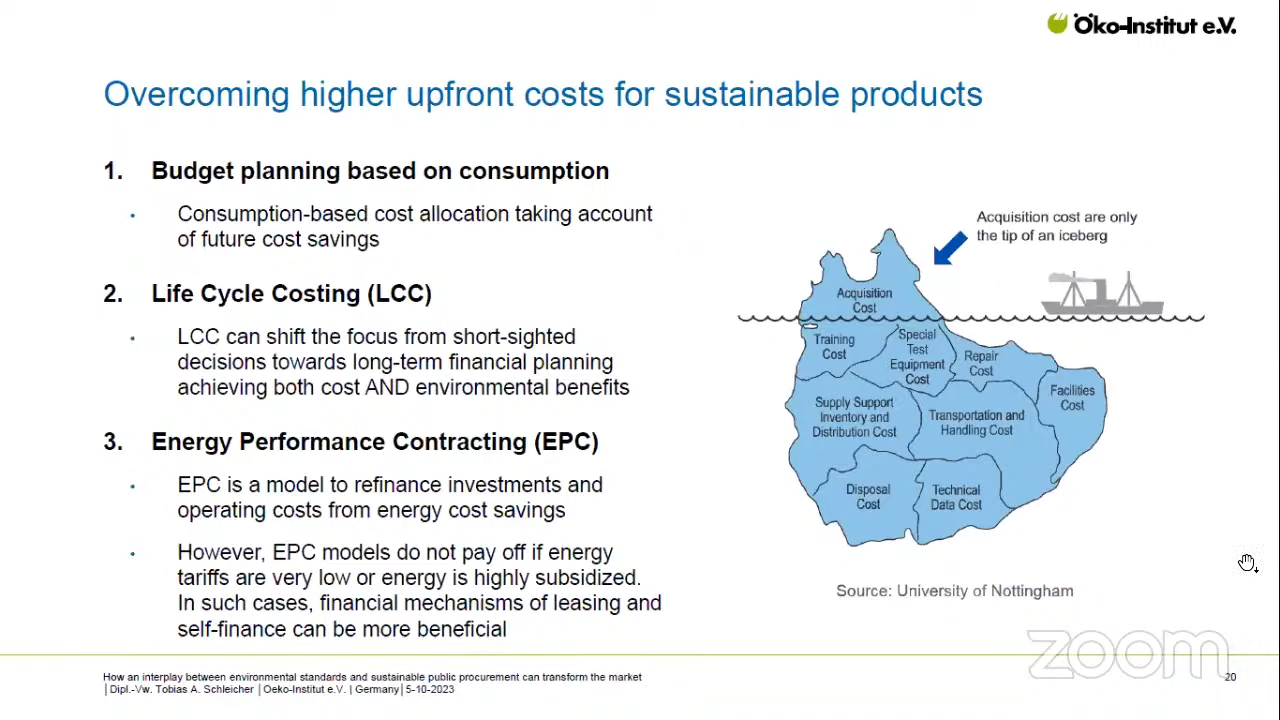 Öko-Institut e.V.
Overcoming higher upfront costs for sustainable products
1. Budget planning based on consumption
• Consumption-based cost allocation taking account
of future cost savings
2. Life Cycle Costing (LCC)
• LCC can shift the focus from short-sighted
decisions towards long-term financial planning
achieving both cost AND environmental benefits
3. Energy Performance Contracting (EPC)
• EPC is a model to refinance investments and
operating costs from energy cost savings
• However, EPC models do not pay off if energy
tariffs are very low or energy is highly subsidized.
In such cases, financial mechanisms of leasing and
self-finance can be more beneficial
Acquisition cost are only
the tip of an iceberg
Acquisition
Cost
Training
Cost
Special
Test
Equipment
Cost
Repair
Cost
Facilities
Cost
Supply Support
Inventory and
Distribution Cost
Transportation and
Handling Cost
Disposal
Cost
Technical
Data Cost
Source: University of Nottingham
zoom
How an interplay between environmental standards and sustainable public procurement can transform the market
| Dipl.-Vw. Tobias A. Schleicher | Oeko-Institut e.V. | Germany | 5-10-2023
20